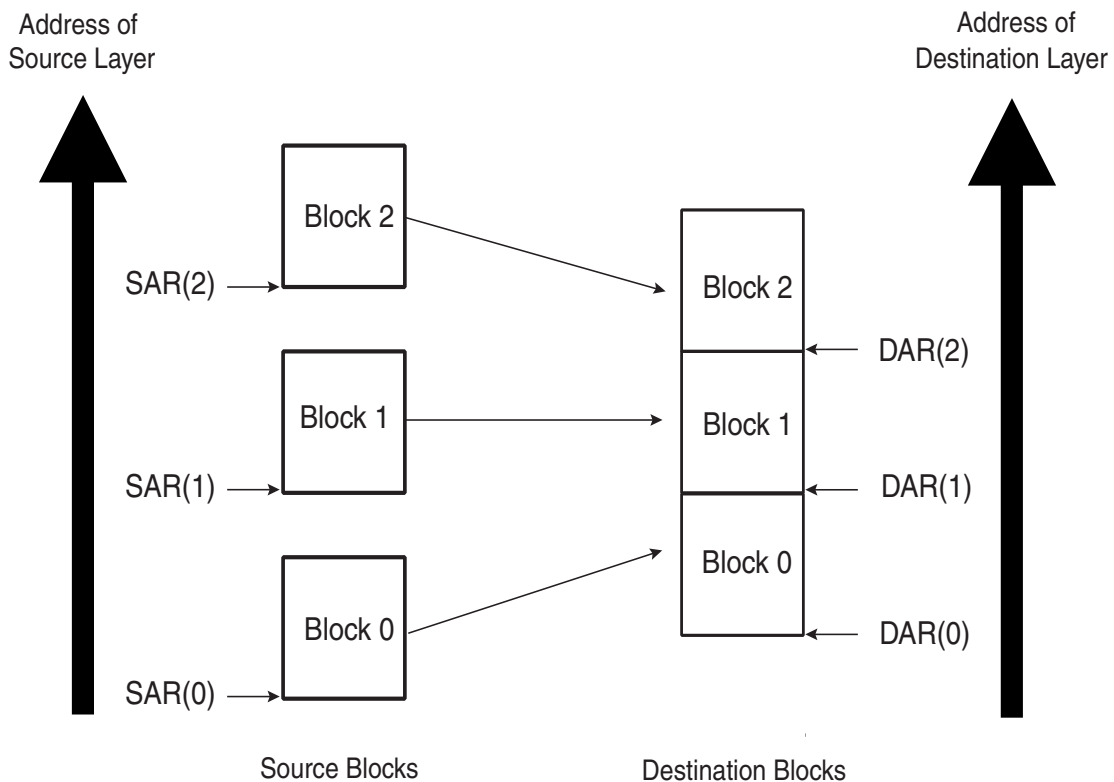 Address of
Source Layer
Address of
Destination Layer
Block 2
SAR(2)
Block 2
DAR(2)
Block 1
Block 1
SAR(1)
DAR(1)
Block 0
Block 0
DAR(0)
SAR(0)
Source Blocks
Destination Blocks